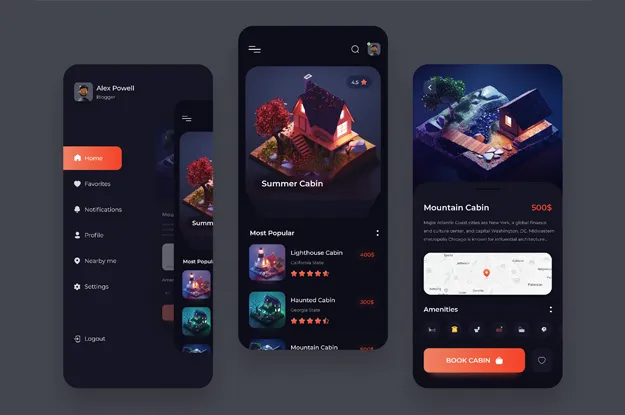 Alex Powell
Blogger
Home
Favorites
Notifications
Profile
Nearby me
Settings
Logout
Summ
Most Popular
4.5
Summer Cabin
Most Popular
Lighthouse Cabin
California State
400$
Haunted Cabin
Georgia State
300$
Mountain Cabin
500$
Mountain Cabin
500$
Major Atlantic Coast cities are New York, a global finance
and culture center, and capital Washington, DC. Midwestern
metropolis Chicago is known for influential architecture...
Amenities
BOOK CABIN